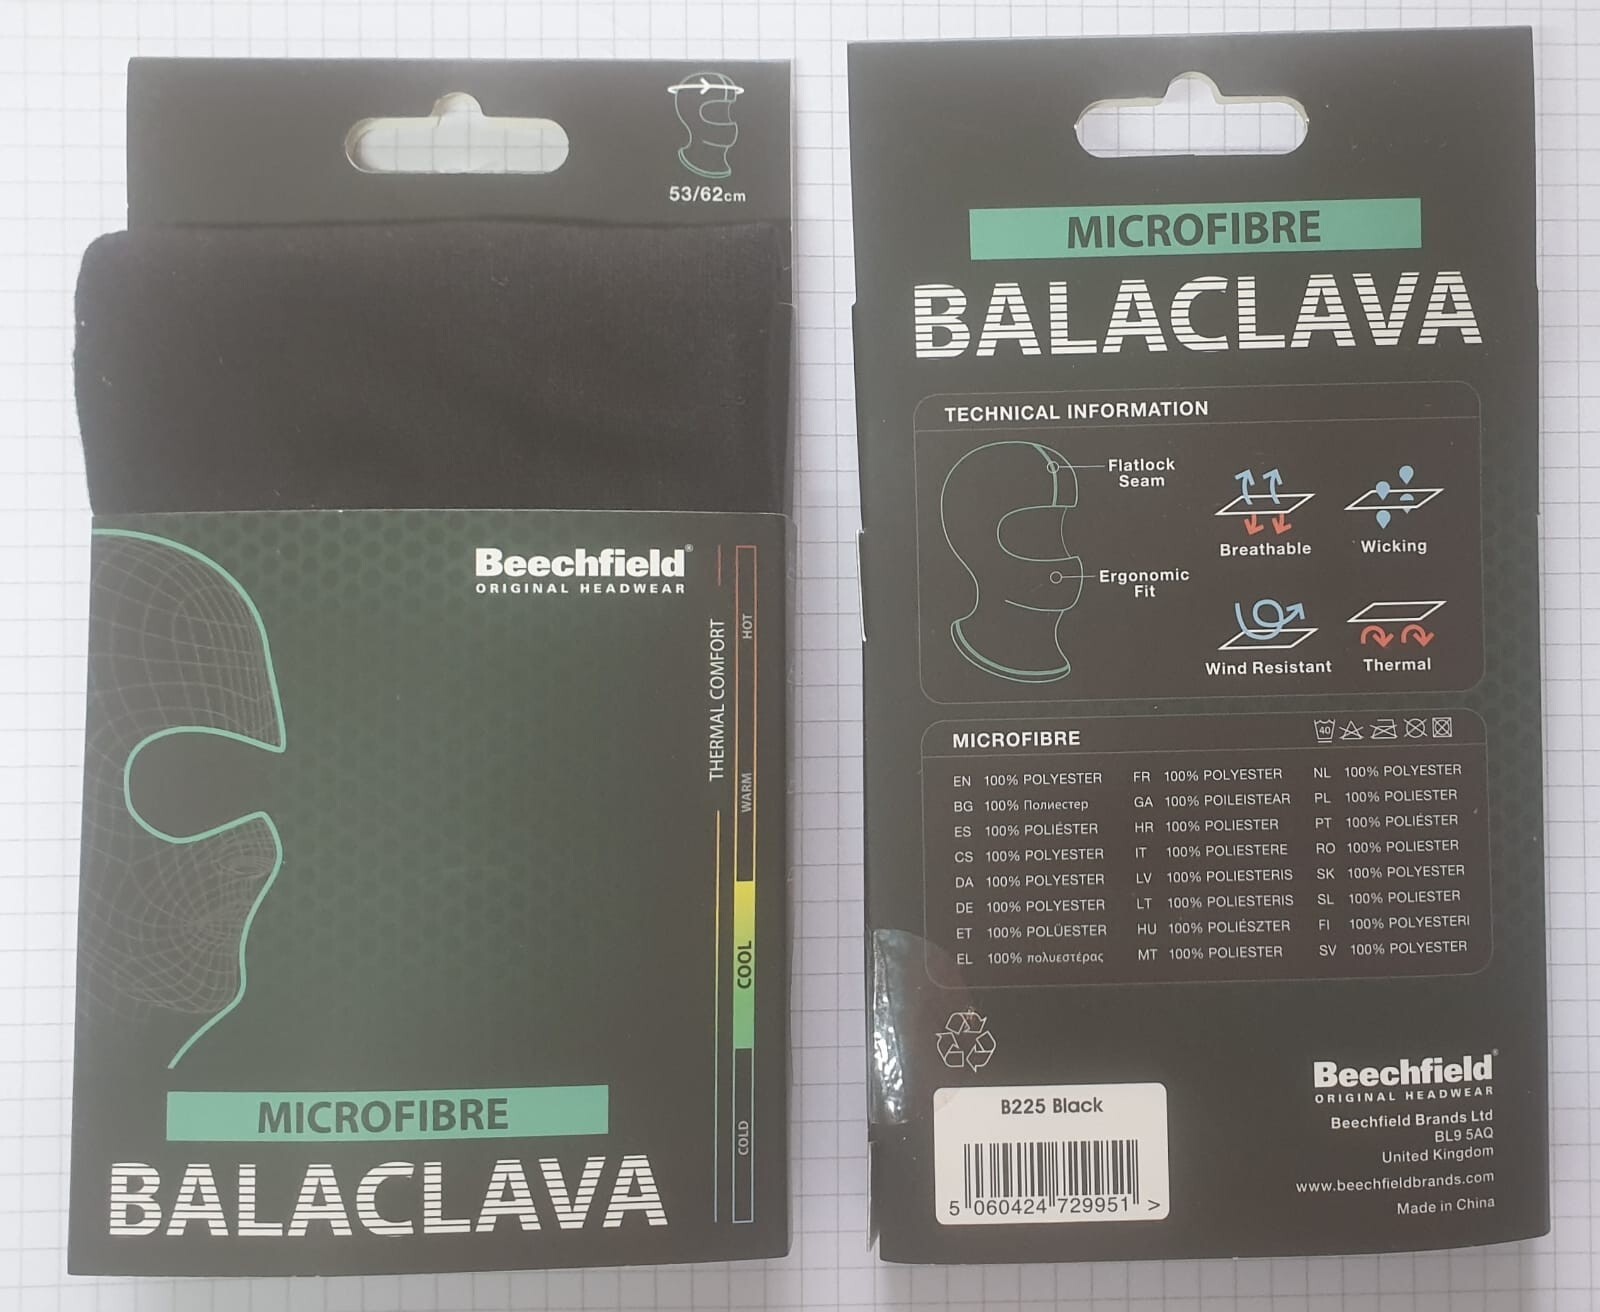 53/62cm
Beechfield®
ORIGINAL HEADWEAR
THERMAL COMFORT
HOT
WARM
COOL
COLD
MICROFIBRE
BALACLAVA
MICROFIBRE
BALACLAVA
TECHNICAL INFORMATION
Flatlock
Seam
Ergonomic
Fit
Breathable
Wicking
Wind Resistant
Thermal
MICROFIBRE
40
EN 100% POLYESTER
BG 100% Полиестер
ES 100% POLIÉSTER
CS 100% POLYESTER
DA 100% POLYESTER
DE 100% POLYESTER
ET 100% POLÜESTER
EL 100% πολυεστέρας
FR 100% POLYESTER
GA 100% POILEISTEAR
HR 100% POLIESTER
IT 100% POLIESTERE
LV 100% POLIESTERIS
LT 100% POLIESTERIS
HU 100% POLIÉSZTER
MT 100% POLIESTER
NL 100% POLYESTER
PL 100% POLIESTER
PT 100% POLIÉSTER
RO 100% POLIESTER
SK 100% POLYESTER
SL 100% POLIESTER
FI 100% POLYESTERI
SV 100% POLYESTER
B225 Black
5 060424 729951 >
Beechfield®
ORIGINAL HEADWEAR
Beechfield Brands Ltd
BL9 5AQ
United Kingdom
www.beechfieldbrands.com
Made in China